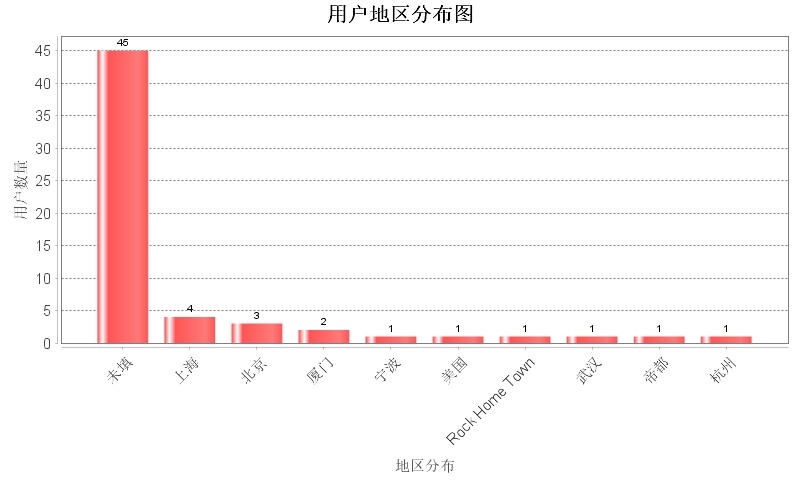 用户地区分布图
用户数量
45
40
35
30
25
20
15
10
5
0
45
4
3
2
1
1
1
1
1
1
未填
上海
北京
厦门
宁波
美国
Rock Home Town
武汉
帝都
杭州
地区分布